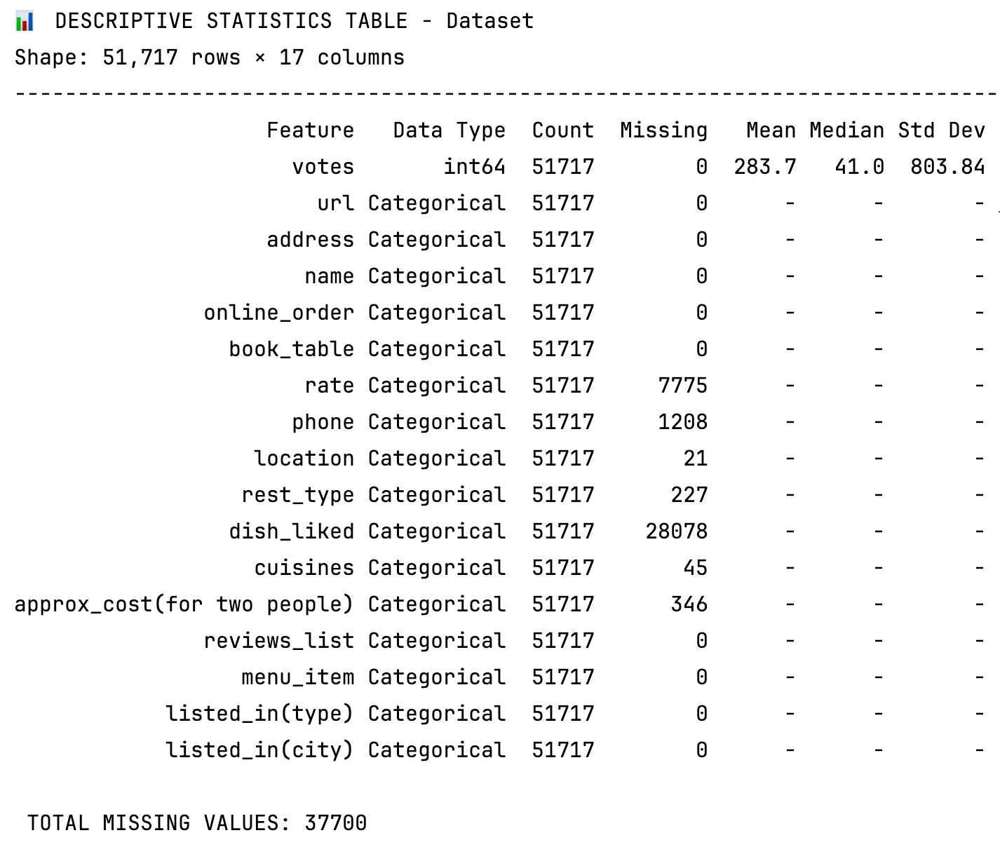 📊 DESCRIPTIVE STATISTICS TABLE - Dataset
Shape: 51,717 rows × 17 columns
------------------------------------------------------------------------------
Feature Data Type Count Missing Mean Median Std Dev
votes int64 51717 0 283.7 41.0 803.84
url Categorical 51717 0 - - -
address Categorical 51717 0 - - -
name Categorical 51717 0 - - -
online_order Categorical 51717 0 - - -
book_table Categorical 51717 0 - - -
rate Categorical 51717 7775 - - -
phone Categorical 51717 1208 - - -
location Categorical 51717 21 - - -
rest_type Categorical 51717 227 - - -
dish_liked Categorical 51717 28078 - - -
cuisines Categorical 51717 45 - - -
approx_cost(for two people) Categorical 51717 346 - - -
reviews_list Categorical 51717 0 - - -
menu_item Categorical 51717 0 - - -
listed_in(type) Categorical 51717 0 - - -
listed_in(city) Categorical 51717 0 - - -
TOTAL MISSING VALUES: 37700